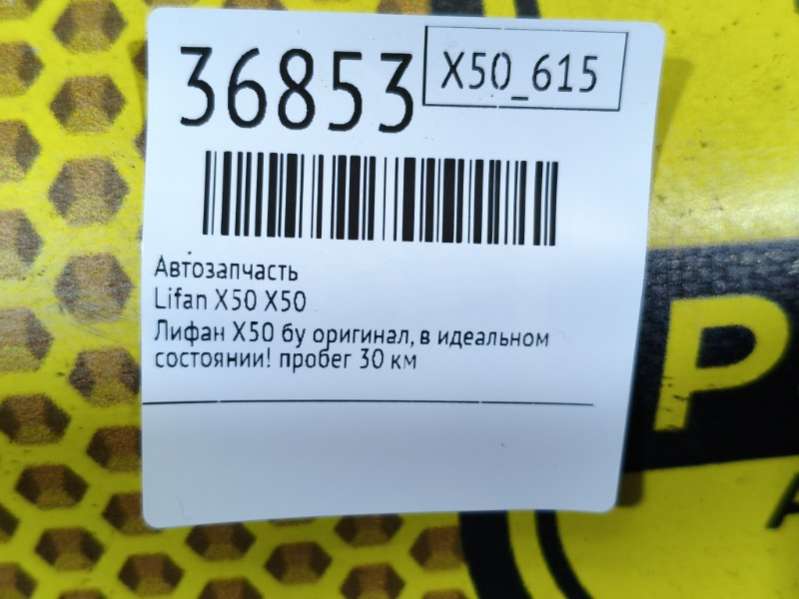 36853
X50_615
Автозапчасть
Lifan X50 X50
Лифан X50 бу оригинал, в идеальном
состоянии! пробег 30 км
P
A